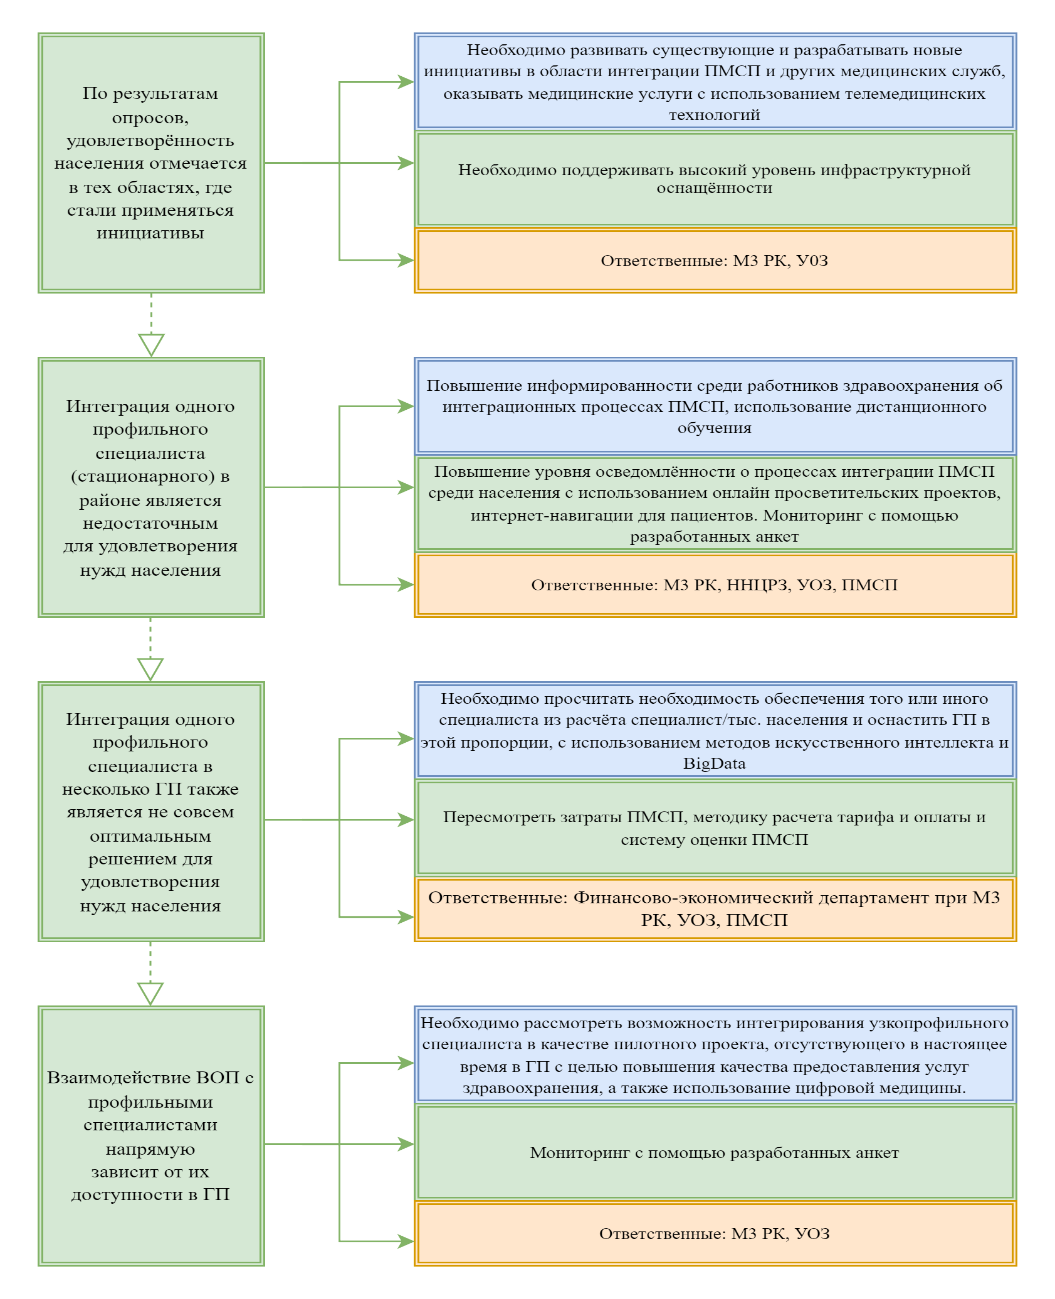 По результатам
опросов,
удовлетворённость
населения отмечается
в тех областях, где
стали применяться
инициативы
Необходимо развивать существующие и разрабатывать новые
инициативы в области интеграции ПМСП и других медицинских служб,
оказывать медицинские услуги с использованием телемедицинских
технологий
Необходимо поддерживать высокий уровень инфраструктурной
оснащённости
Ответственные: МЗ РК, У03
Интеграция одного
профильного
специалиста
(стационарного) в
районе является
недостаточным
для удовлетворения
нужд населения
Повышение информированности среди работников здравоохранения об
интеграционных процессах ПМСП, использование дистанционного
обучения
Повышение уровня осведомлённости о процессах интеграции ПМСП
среди населения с использованием онлайн просветительских проектов,
интернет-навигации для пациентов. Мониторинг с помощью
разработанных анкет
Ответственные: МЗ РК, ННЦРЗ, УОЗ, ПМСП
Интеграция одного
профильного
специалиста в
несколько ГП также
является не совсем
оптимальным
решением для
удовлетворения
нужд населения
Необходимо просчитать необходимость обеспечения того или иного
специалиста из расчёта специалист/тыс. населения и оснастить ГП в
этой пропорции, с использованием методов искусственного интеллекта и
BigData
Пересмотреть затраты ПМСП, методику расчета тарифа и оплаты и
систему оценки ПМСП
Ответственные: Финансово-экономический департамент при МЗ
РК, УОЗ, ПМСП
Взаимодействие ВОП с
профильными
специалистами
напрямую
зависит от их
доступности в ГП
Необходимо рассмотреть возможность интегрирования узкопрофильного
специалиста в качестве пилотного проекта, отсутствующего в настоящее
время в ГП с целью повышения качества предоставления услуг
здравоохранения, а также использование цифровой медицины.
Мониторинг с помощью разработанных анкет
Ответственные: МЗ РК, УОЗ